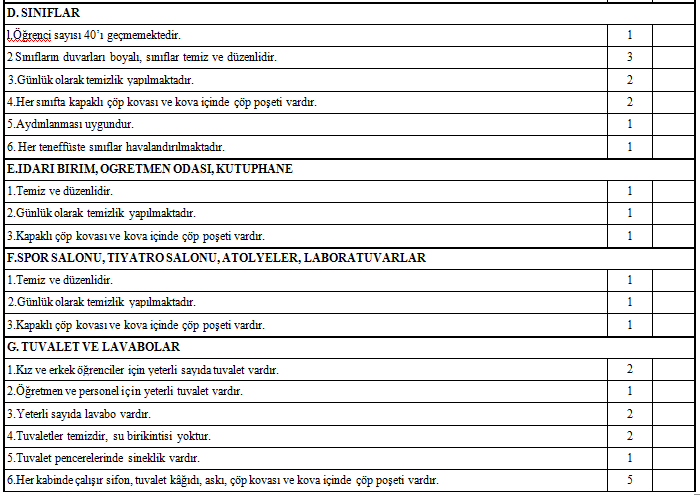 D. SINIFLAR
1.Öğrenci sayısı 40’ı geçmemektedir. 1
2 Sınıfların duvarları boyalı, sınıflar temiz ve düzenlidir. 3
3.Günlük olarak temizlik yapılmaktadır. 2
4.Her sınıfta kapaklı çöp kovası ve kova içinde çöp poşeti vardır. 2
5.Aydınlanması uygundur. 1
6. Her teneffüste sınıflar havalandırılmaktadır. 1
E.IDARI BIRIM, OGRETMEN ODASI, KUTUPHANE
1.Temiz ve düzenlidir. 1
2.Günlük olarak temizlik yapılmaktadır. 1
3.Kapaklı çöp kovası ve kova içinde çöp poşeti vardır. 1
F.SPOR SALONU, TIYATRO SALONU, ATOLYELER, LABORATUVARLAR
1.Temiz ve düzenlidir. 1
2.Günlük olarak temizlik yapılmaktadır. 1
3.Kapaklı çöp kovası ve kova içinde çöp poşeti vardır. 1
G. TUVALET VE LAVABOLAR
1.Kız ve erkek öğrenciler için yeterli sayıda tuvalet vardır. 2
2.Öğretmen ve personel için yeterli tuvalet vardır. 1
3.Yeterli sayıda lavabo vardır. 2
4.Tuvaletler temizdir, su birikintisi yoktur. 2
5.Tuvalet pencerelerinde sineklik vardır. 1
6.Her kabinde çalışır sifon, tuvalet kâğıdı, askı, çöp kovası ve kova içinde çöp poşeti vardır. 5